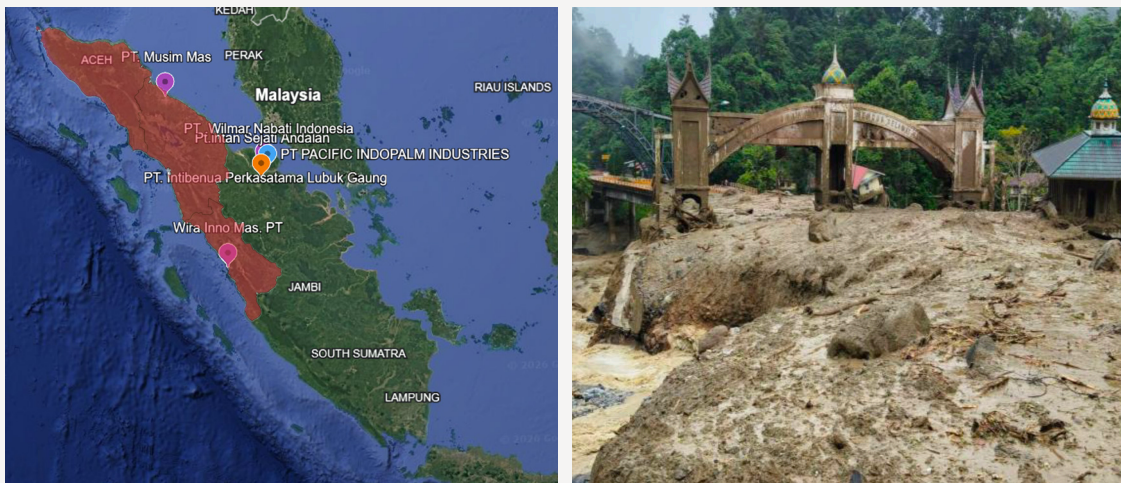 KEDAH
ACEH
PT. Musim Mas
PERAK
RIAU ISLANDS
Malaysia
PT. Wilmar Nabati Indonesia
Pt.intan Sejati Andalan
PT PACIFIC INDOPALM INDUSTRIES
PT. Intibenua Perkasatama Lubuk Gaung
Wira Inno Mas. PT
JAMBI
SOUTH SUMATRA
LAMPUNG